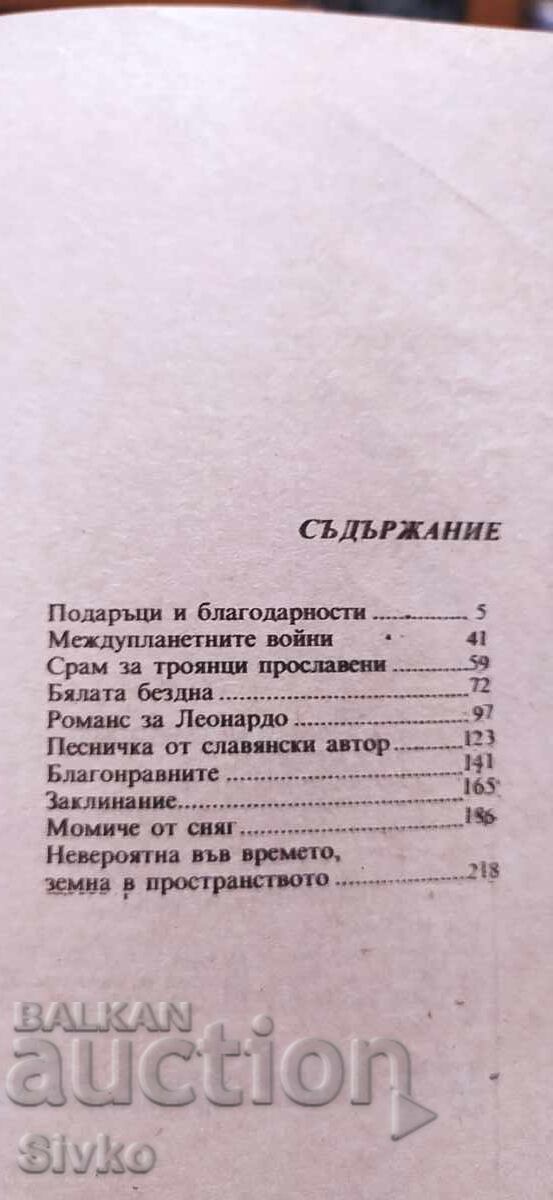 СЪДЪРЖАНИЕ
Подаръци и благодарности ............ 5
Междупланетните войни 41
Срам за троянци прославени ............ 59
Бялата бездна ............ 72
Романс за Леонардо ............ 97
Песничка от славянски автор ............ 123
Благонравните ............ 141
Заклинание ............ 165
Момиче от сняг ............ 186
Невероятна във времето,
земна в пространството ............ 218
BALKAN
auction
Sivko